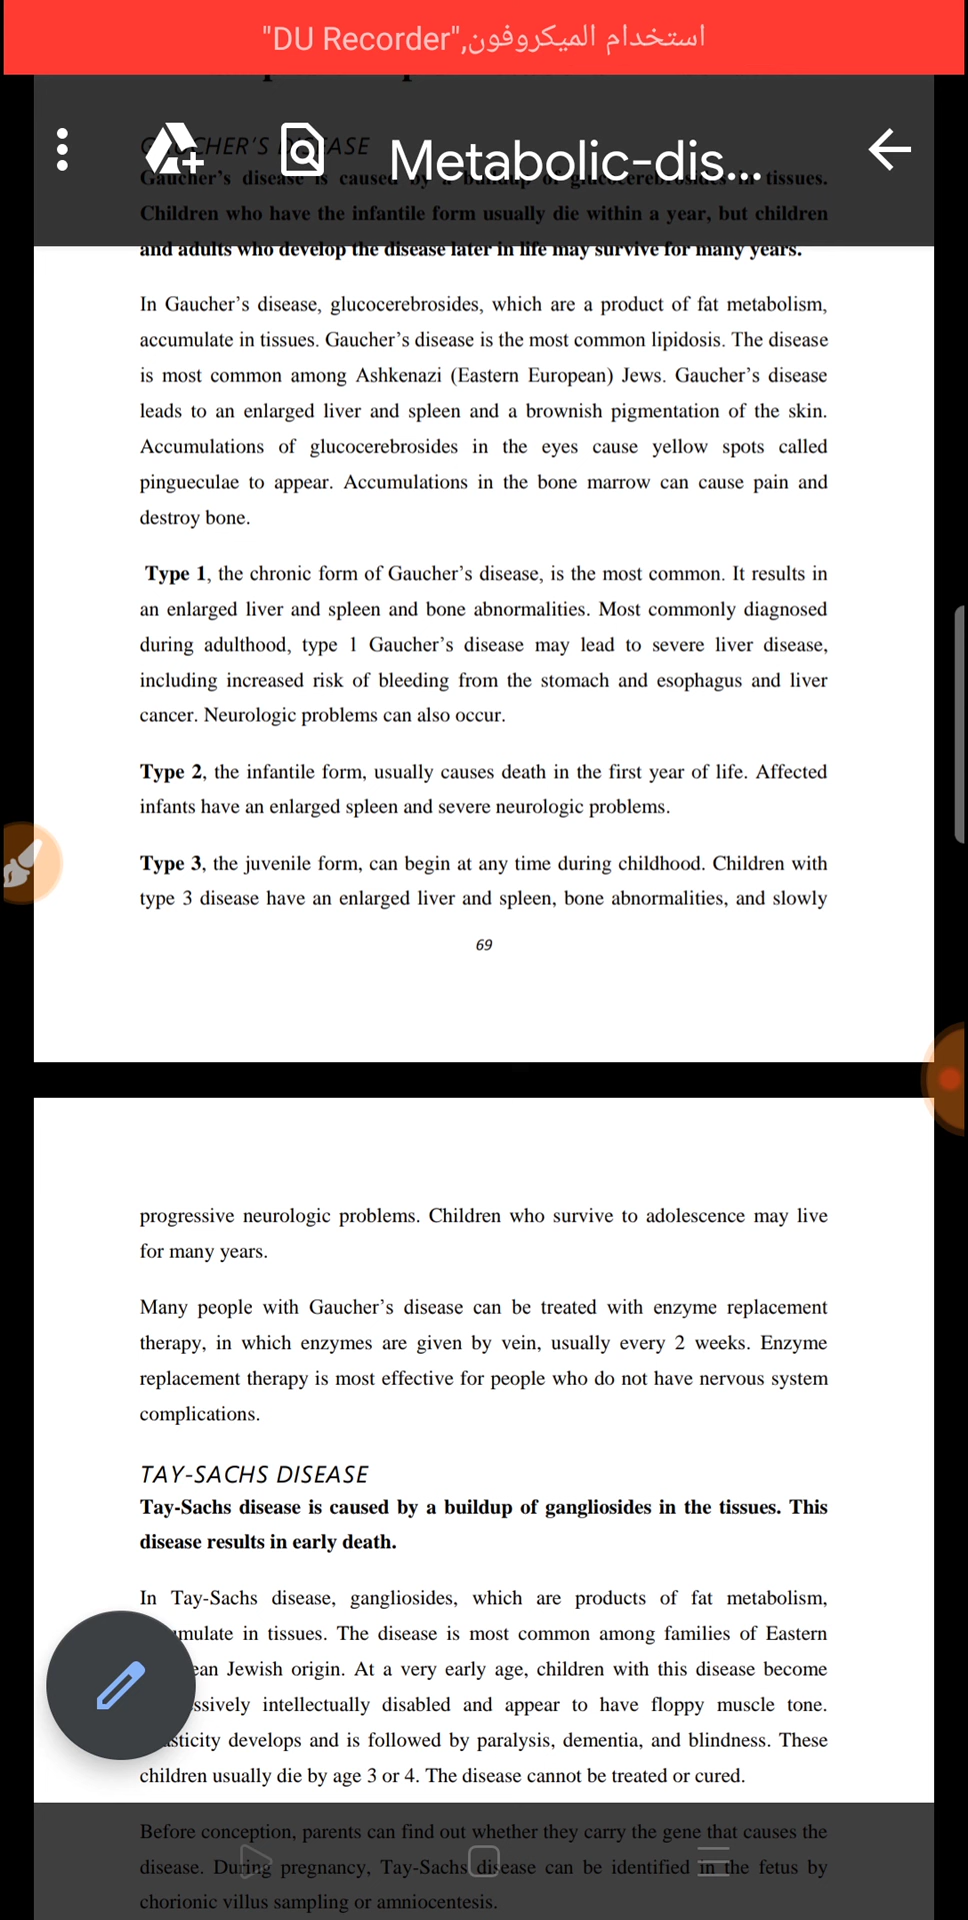 استخدام الميكروفون,"DU Recorder"
Metabolic-dis...
GAUCHER'S DISEASE
Gaucher's disease is caused by a buildup of glucocerebrosides in tissues.
Children who have the infantile form usually die within a year, but children
and adults who develop the disease later in life may survive for many years.
In Gaucher's disease, glucocerebrosides, which are a product of fat metabolism,
accumulate in tissues. Gaucher's disease is the most common lipidosis. The disease
is most common among Ashkenazi (Eastern European) Jews. Gaucher's disease
leads to an enlarged liver and spleen and a brownish pigmentation of the skin.
Accumulations of glucocerebrosides in the eyes cause yellow spots called
pingueculae to appear. Accumulations in the bone marrow can cause pain and
destroy bone.
Type 1, the chronic form of Gaucher's disease, is the most common. It results in
an enlarged liver and spleen and bone abnormalities. Most commonly diagnosed
during adulthood, type 1 Gaucher's disease may lead to severe liver disease,
including increased risk of bleeding from the stomach and esophagus and liver
cancer. Neurologic problems can also occur.
Type 2, the infantile form, usually causes death in the first year of life. Affected
infants have an enlarged spleen and severe neurologic problems.
Type 3, the juvenile form, can begin at any time during childhood. Children with
type 3 disease have an enlarged liver and spleen, bone abnormalities, and slowly
69
progressive neurologic problems. Children who survive to adolescence may live
for many years.
Many people with Gaucher's disease can be treated with enzyme replacement
therapy, in which enzymes are given by vein, usually every 2 weeks. Enzyme
replacement therapy is most effective for people who do not have nervous system
complications.
TAY-SACHS DISEASE
Tay-Sachs disease is caused by a buildup of gangliosides in the tissues. This
disease results in early death.
In Tay-Sachs disease, gangliosides, which are products of fat metabolism,
mulate in tissues. The disease is most common among families of Eastern
ean Jewish origin. At a very early age, children with this disease become
ssively intellectually disabled and appear to have floppy muscle tone.
sticity develops and is followed by paralysis, dementia, and blindness. These
children usually die by age 3 or 4. The disease cannot be treated or cured.
Before conception, parents can find out whether they carry the gene that causes the
disease. During pregnancy, Tay-Sachs disease can be identified in the fetus by
chorionic villus sampling or amniocentesis.